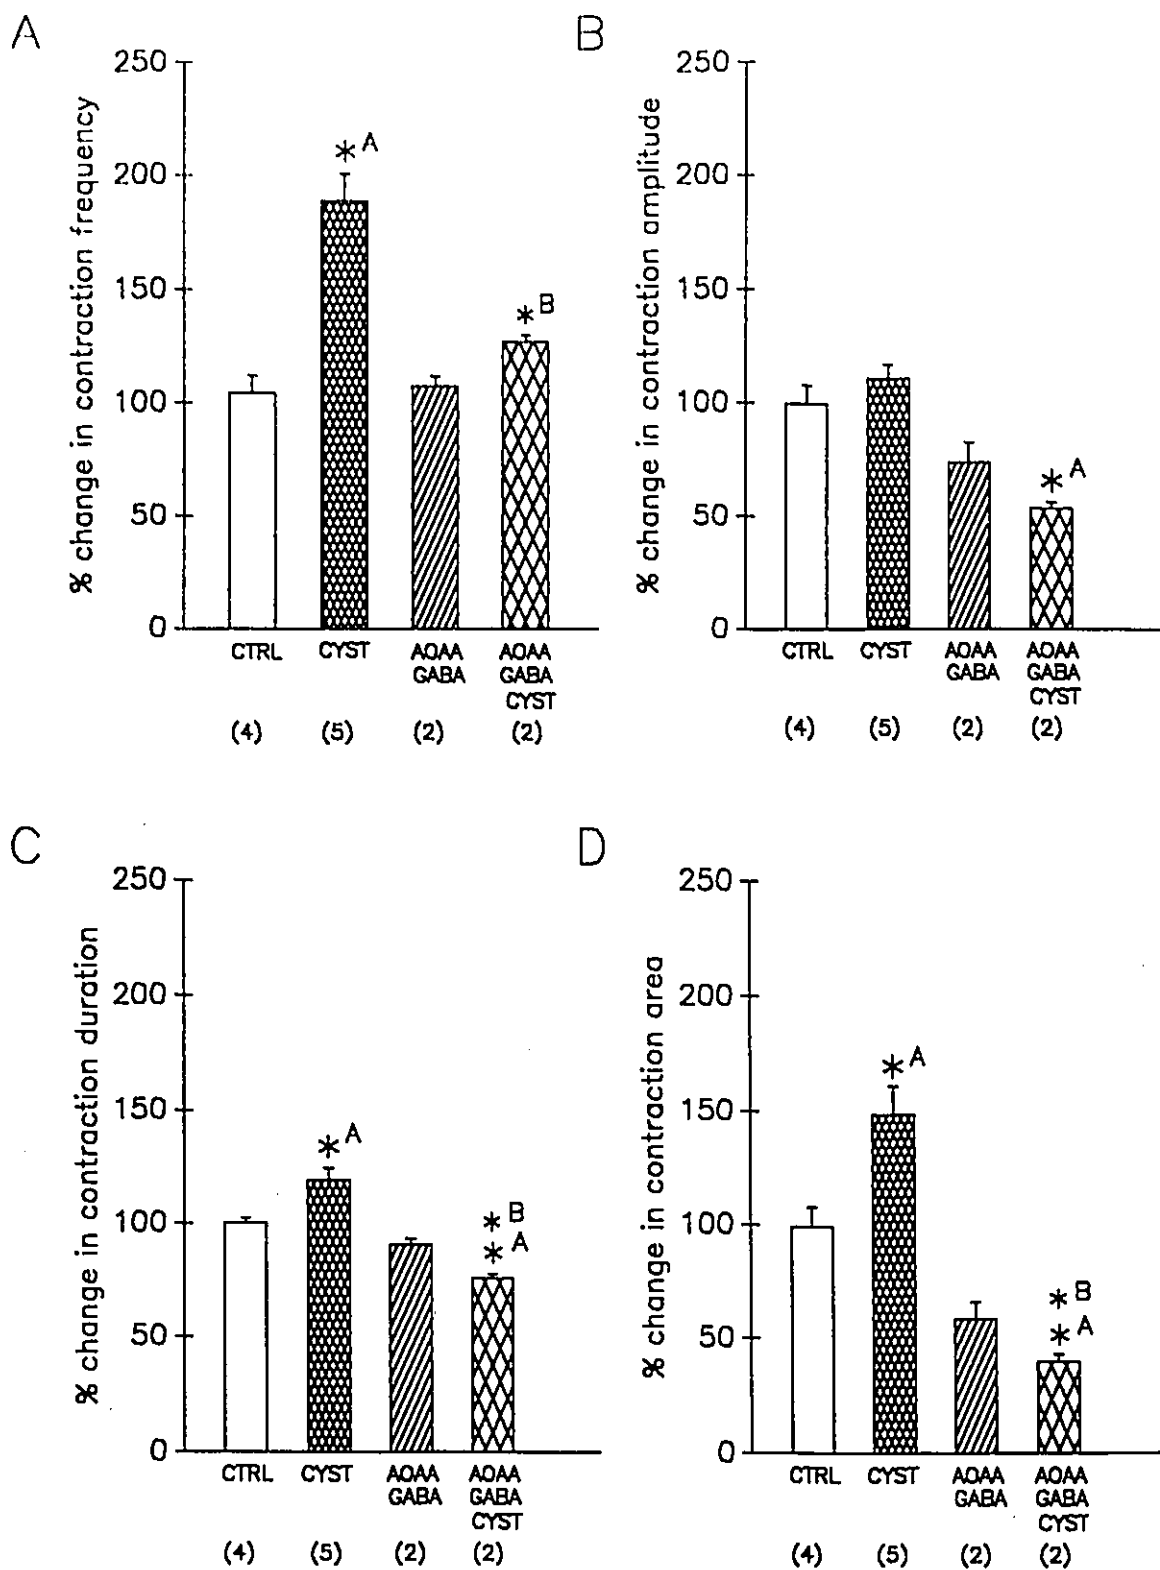 A
% change in contraction frequency
250
200
150
100
50
0
* A
* B
CTRL
CYST
AOAA
GABA
AOAA
GABA
CYST
(4)
(5)
(2)
(2)
B
% change in contraction amplitude
250
200
150
100
50
0
* A
CTRL
CYST
AOAA
GABA
AOAA
GABA
CYST
(4)
(5)
(2)
(2)
C
% change in contraction duration
250
200
150
100
50
0
* A
* B
* A
CTRL
CYST
AOAA
GABA
AOAA
GABA
CYST
(4)
(5)
(2)
(2)
D
% change in contraction area
250
200
150
100
50
0
* A
* B
* A
CTRL
CYST
AOAA
GABA
AOAA
GABA
CYST
(4)
(5)
(2)
(2)